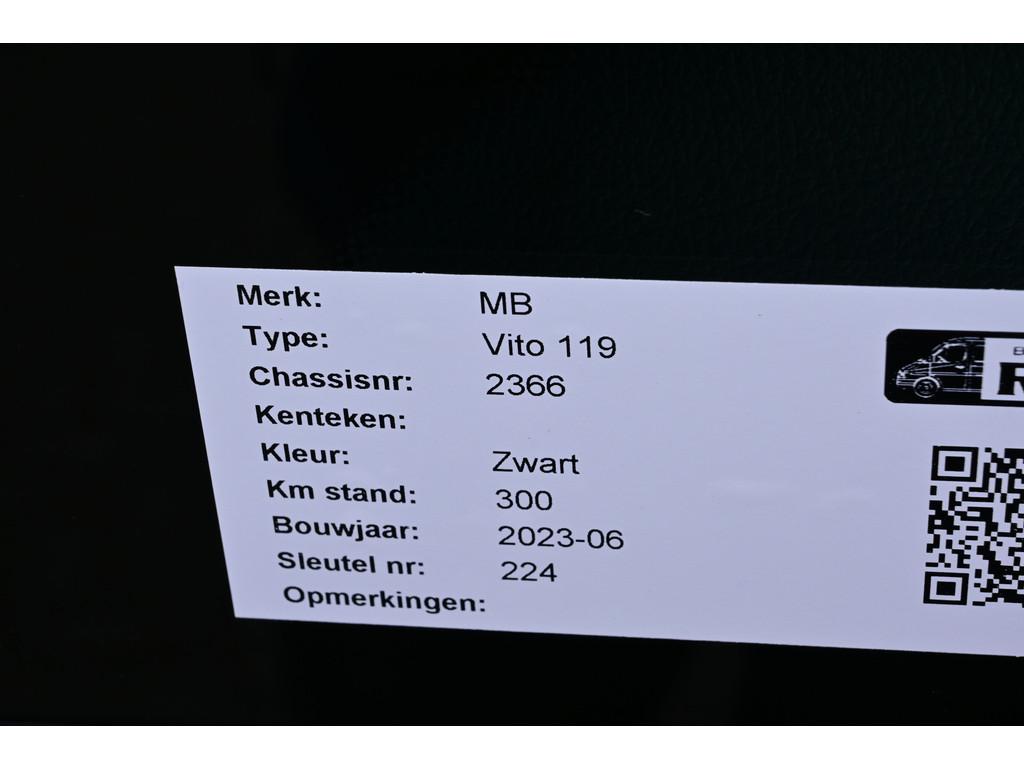 Merk: MB
Type: Vito 119
Chassisnr: 2366
Kenteken:
Kleur: Zwart
Km stand: 300
Bouwjaar: 2023-06
Sleutel nr: 224
Opmerkingen: